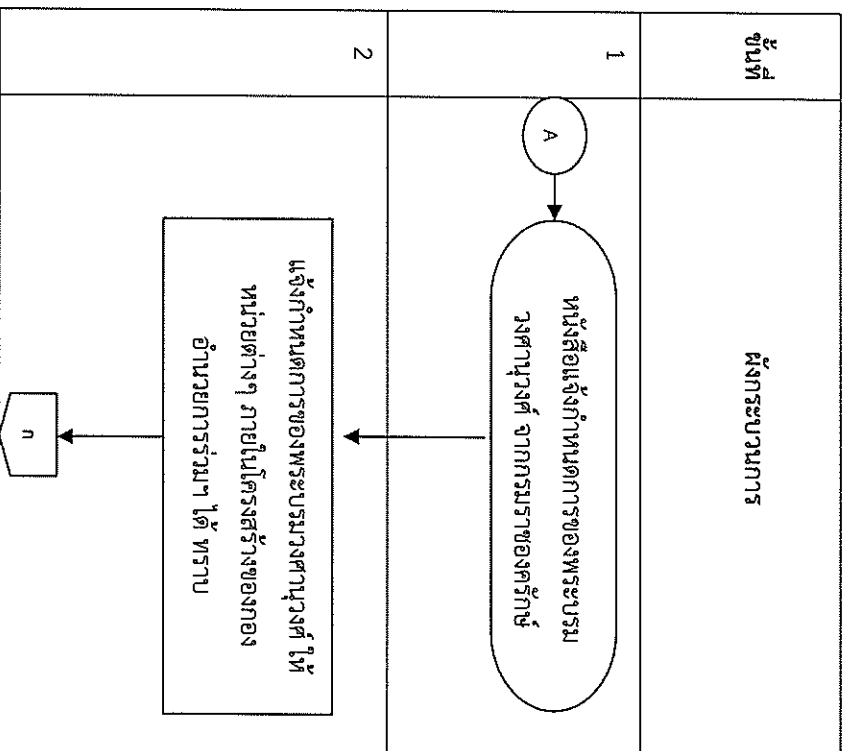 ขั้นที่
ผังกระบวนการ
1
A
หนังสือแจ้งกำหนดการของพระบรม
วงศานุวงศ์ จากกรมราชองครักษ์
2
แจ้งกำหนดการของพระบรมวงศานุวงศ์ ให้
หน่วยต่างๆ ภายในโครงสร้างของกอง
อำนวยการร่วมฯ ได้ ทราบ
ก